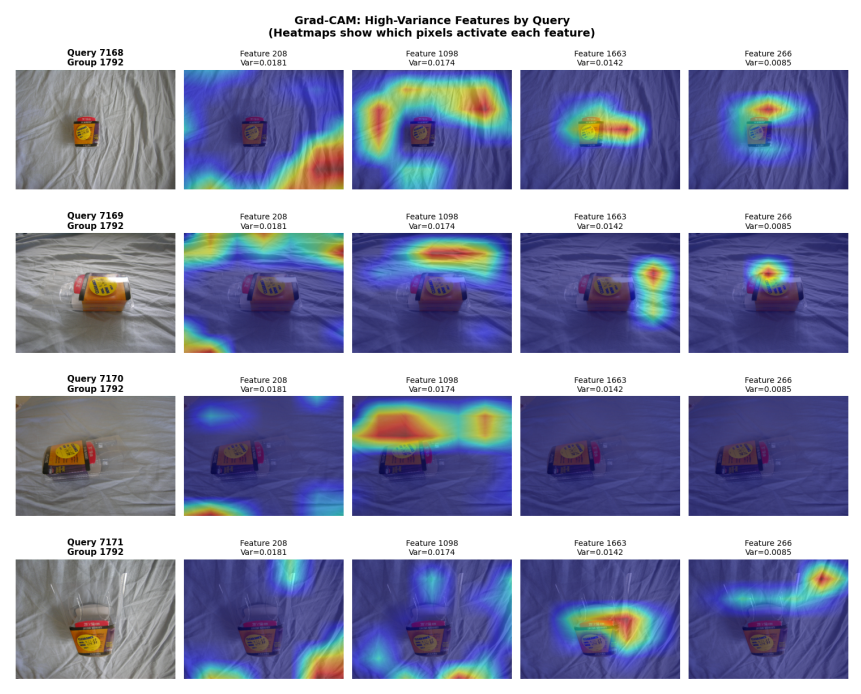 Grad-CAM: High-Variance Features by Query
(Heatmaps show which pixels activate each feature)
Query 7168
Group 1792
Feature 208
Var=0.0181
Feature 1098
Var=0.0174
Feature 1663
Var=0.0142
Feature 266
Var=0.0085
Query 7169
Group 1792
Feature 208
Var=0.0181
Feature 1098
Var=0.0174
Feature 1663
Var=0.0142
Feature 266
Var=0.0085
Query 7170
Group 1792
Feature 208
Var=0.0181
Feature 1098
Var=0.0174
Feature 1663
Var=0.0142
Feature 266
Var=0.0085
Query 7171
Group 1792
Feature 208
Var=0.0181
Feature 1098
Var=0.0174
Feature 1663
Var=0.0142
Feature 266
Var=0.0085